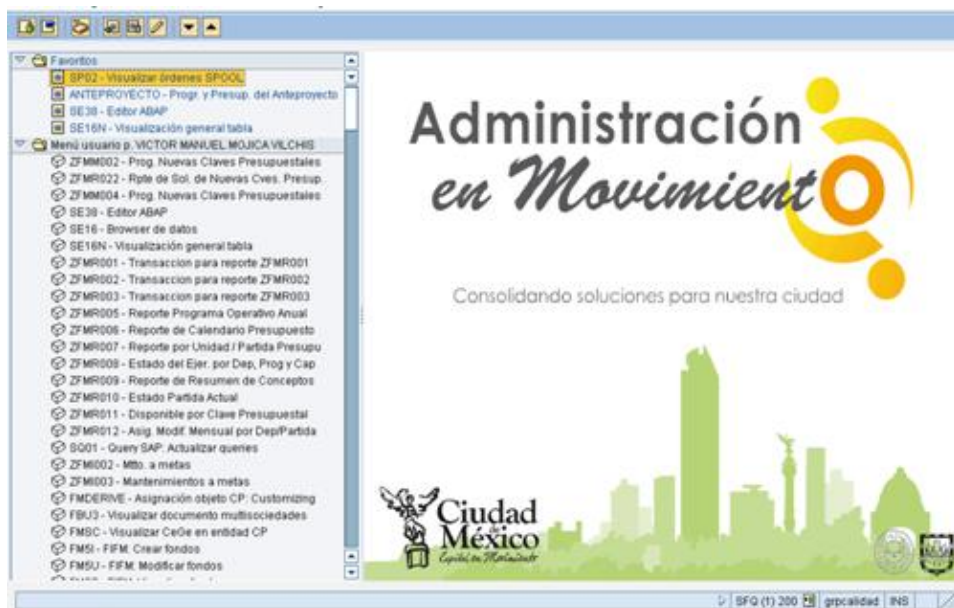 Favoritos
SP02 - Visualizar órdenes SPOOL
ANTEPROYECTO - Progr. y Presup. del Anteproyecto
SE38 - Editor ABAP
SE16N - Visualización general tabla
Menú usuario p. VICTOR MANUEL MOJICA VILCHIS
ZFMM002 - Prog. Nuevas Claves Presupuestales
ZFMR022 - Rpte de Sol. de Nuevas Cves. Presup.
ZFMM004 - Prog. Nuevas Claves Presupuestales
SE38 - Editor ABAP
SE16 - Browser de datos
SE16N - Visualización general tabla
ZFMR001 - Transaccion para reporte ZFMR001
ZFMR002 - Transaccion para reporte ZFMR002
ZFMR003 - Transaccion para reporte ZFMR003
ZFMR005 - Reporte Programa Operativo Anual
ZFMR006 - Reporte de Calendario Presupuesto
ZFMR007 - Reporte por Unidad / Partida Presupu
ZFMR008 - Estado del Ejer. por Dep, Prog y Cap
ZFMR009 - Reporte de Resumen de Conceptos
ZFMR010 - Estado Partida Actual
ZFMR011 - Disponible por Clave Presupuestal
ZFMR012 - Asig. Modif. Mensual por Dep/Partida
SQ01 - Query SAP: Actualizar queries
ZFMI002 - Mtto. a metas
ZFMI003 - Mantenimientos a metas
FMDERIVE - Asignación objeto CP: Customizing
FBU3 - Visualizar documento multisociedades
FMSC - Visualizar CeGe en entidad CP
FM5I - FIFM: Crear fondos
FM5U - FIFM: Modificar fondos
Administración
en Movimiento
Consolidando soluciones para nuestra ciudad
Ciudad
de
México
Capital en Movimiento
SFQ (1) 200 grpcalidad INS